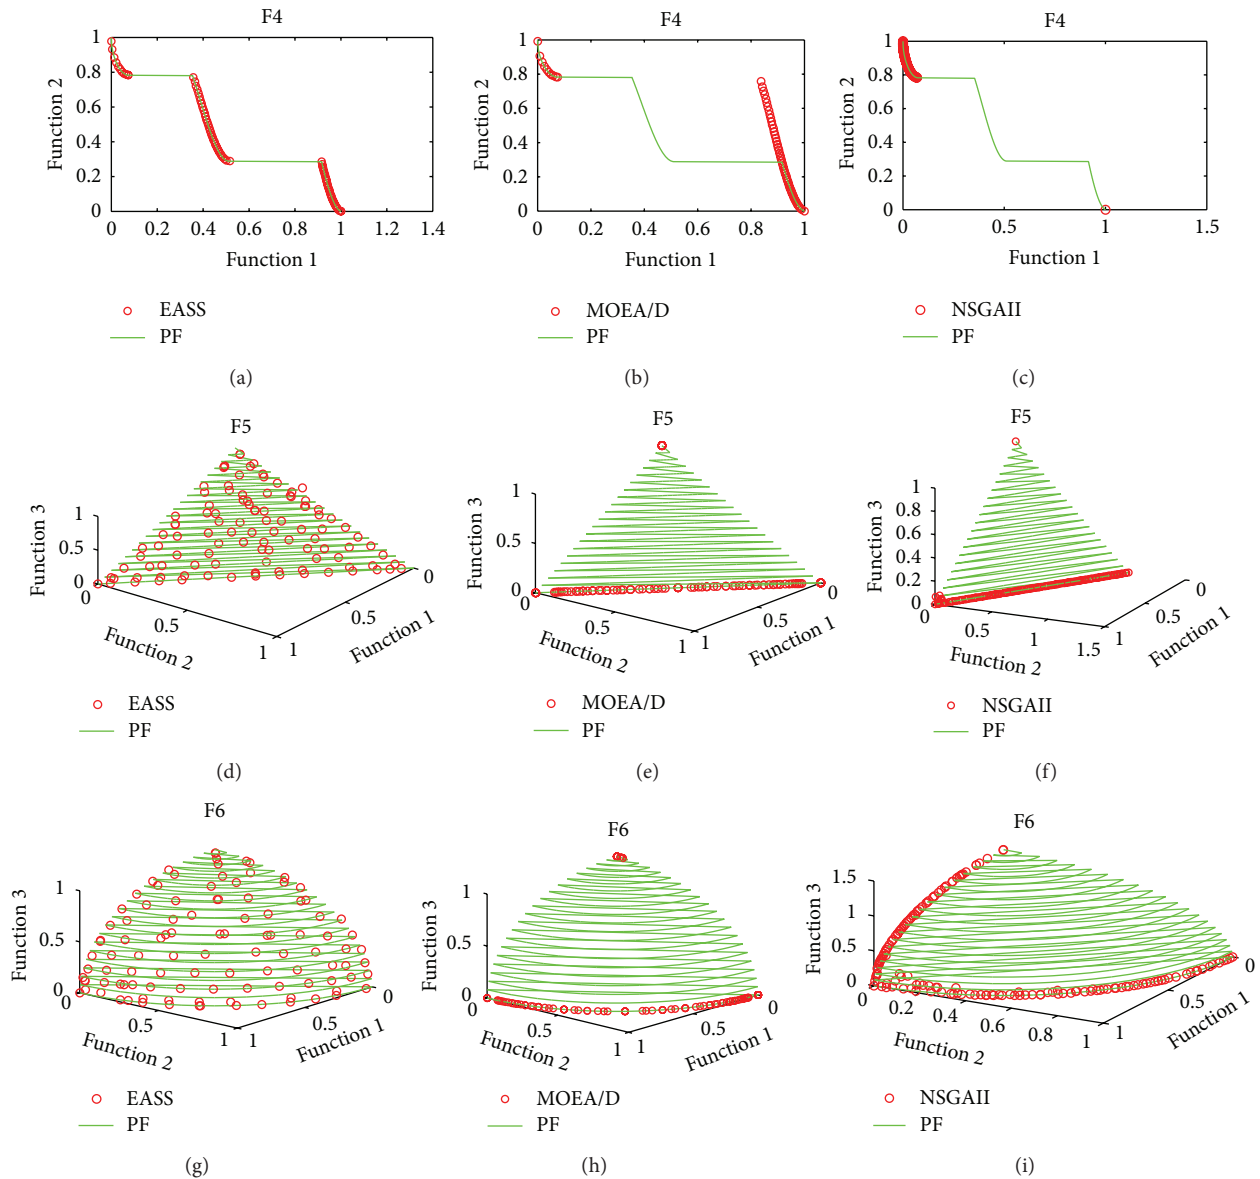 F4
Function 2
1
0.8
0.6
0.4
0.2
0
0 0.2 0.4 0.6 0.8 1 1.2 1.4
Function 1
EASS
PF
(a)
F4
Function 2
1
0.8
0.6
0.4
0.2
0
0 0.2 0.4 0.6 0.8 1
Function 1
MOEA/D
PF
(b)
F4
Function 2
1
0.8
0.6
0.4
0.2
0
0 0.5 1 1.5
Function 1
NSGAII
PF
(c)
F5
Function 3
1
0.5
0
0 0.5 1
Function 2
1 0.5 0
Function 1
EASS
PF
(d)
F5
Function 3
1
0.5
0
0.5 1
Function 2
1 0.5 0
Function 1
MOEA/D
PF
(e)
F5
Function 3
1
0.8
0.6
0.4
0.2
0
0 0.5 1 1.5
Function 2
1 0.5 0
Function 1
NSGAII
PF
(f)
F6
Function 3
1
0.5
0
0 0.5 1
Function 2
1 0.5 0
Function 1
EASS
PF
(g)
F6
Function 3
1
0.5
0
0 0.5 1
Function 2
1 0.5 0
Function 1
MOEA/D
PF
(h)
F6
Function 3
1.5
1
0.5
0
0 0.2 0.4 0.6 0.8 1
Function 2
1 0.5 0
Function 1
NSGAII
PF
(i)